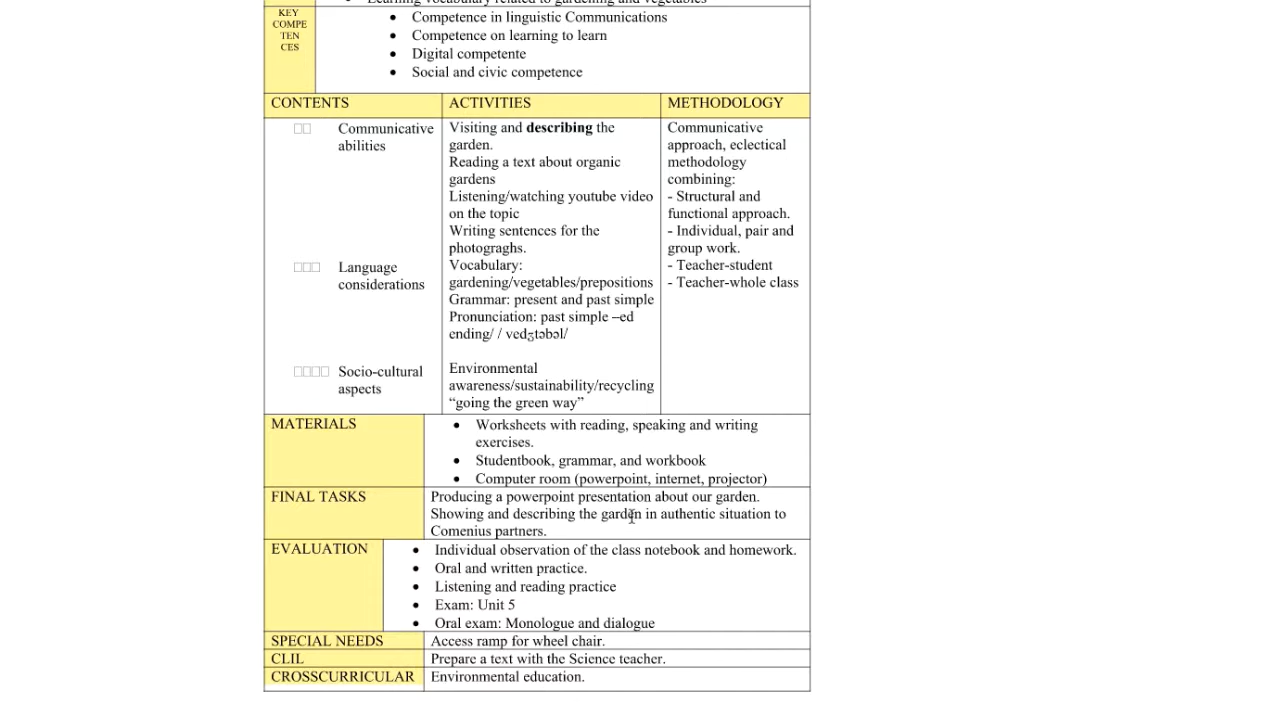 Learning vocabulary related to gardening and vegetables
KEY
COMPE
TEN
CES
• Competence in linguistic Communications
• Competence on learning to learn
• Digital competente
• Social and civic competence
CONTENTS
ACTIVITIES
METHODOLOGY
Communicative
abilities
Language
considerations
Socio-cultural
aspects
Visiting and describing the
garden.
Reading a text about organic
gardens
Listening/watching youtube video
on the topic
Writing sentences for the
photograghs.
Vocabulary:
gardening/vegetables/prepositions
Grammar: present and past simple
Pronunciation: past simple –ed
ending/ / vedʒtəbəl/
Environmental
awareness/sustainability/recycling
“going the green way”
Communicative
approach, eclectical
methodology
combining:
- Structural and
functional approach.
- Individual, pair and
group work.
- Teacher-student
- Teacher-whole class
MATERIALS
• Worksheets with reading, speaking and writing
exercises.
• Studentbook, grammar, and workbook
• Computer room (powerpoint, internet, projector)
FINAL TASKS
Producing a powerpoint presentation about our garden.
Showing and describing the garden in authentic situation to
Comenius partners.
EVALUATION
• Individual observation of the class notebook and homework.
• Oral and written practice.
• Listening and reading practice
• Exam: Unit 5
• Oral exam: Monologue and dialogue
SPECIAL NEEDS
Access ramp for wheel chair.
CLIL
Prepare a text with the Science teacher.
CROSSCURRICULAR
Environmental education.